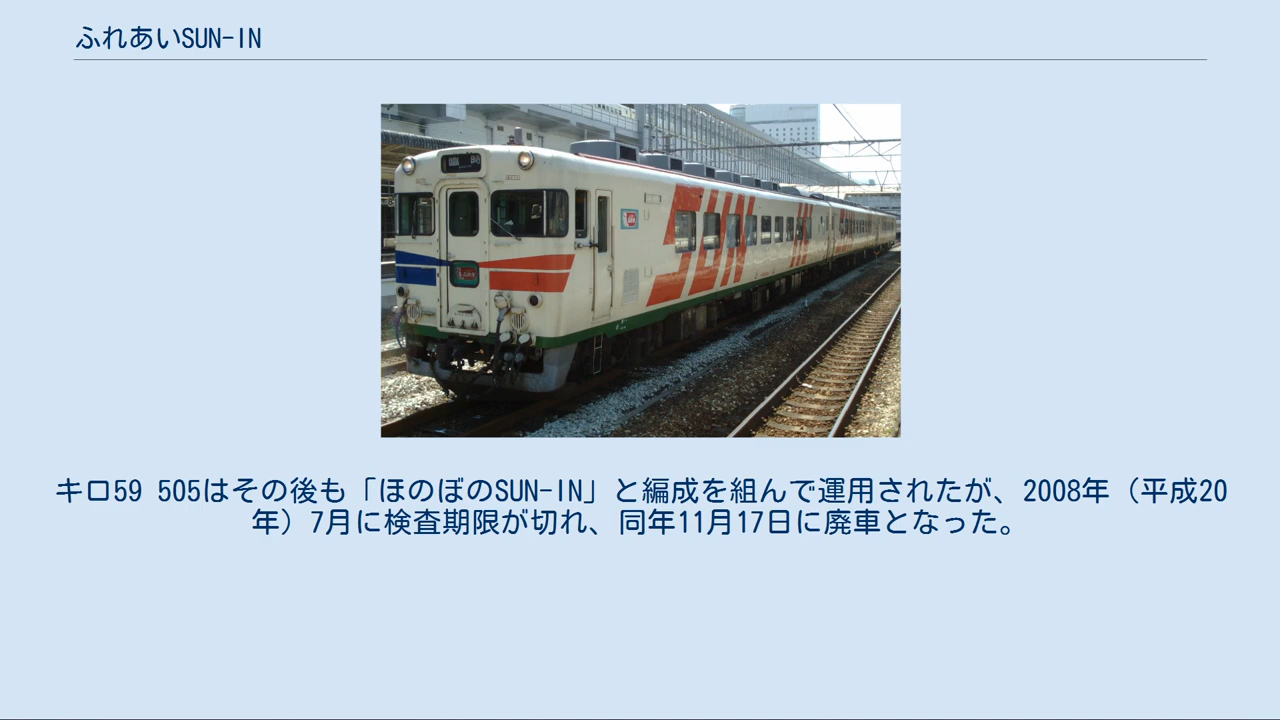 ふれあいSUN-IN
キロ59 505はその後も「ほのぼのSUN-IN」と編成を組んで運用されたが、2008年（平成20
年）7月に検査期限が切れ、同年11月17日に廃車となった。